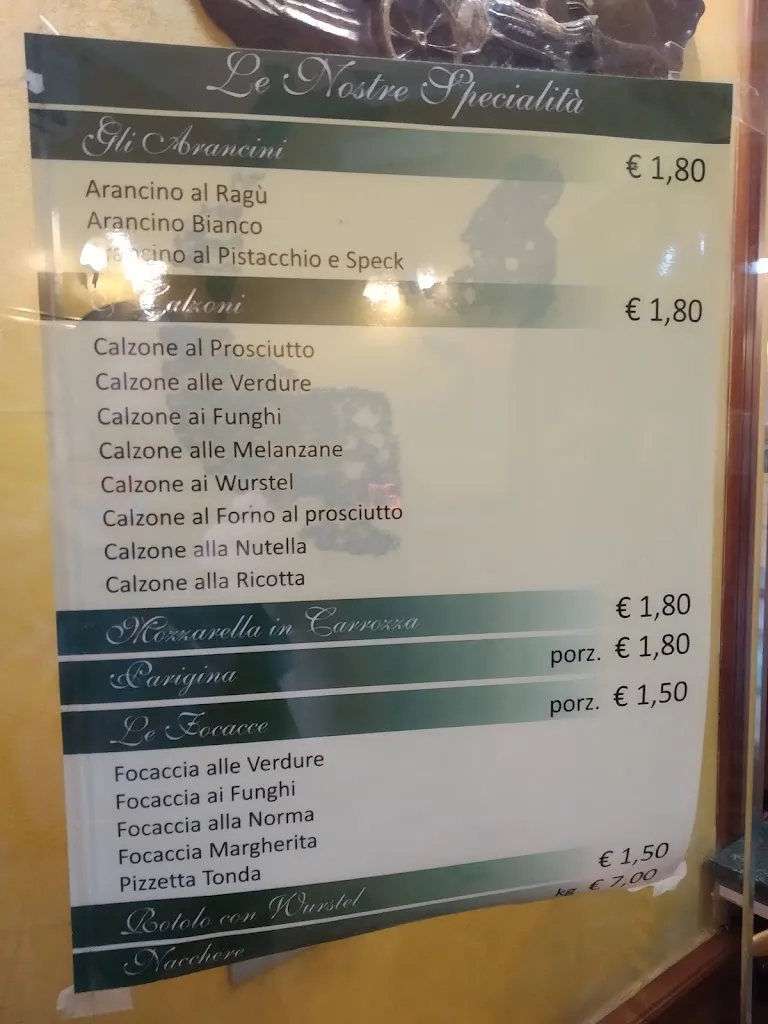 Le Nostre Specialità
Gli Arancini € 1,80
Arancino al Ragù
Arancino Bianco
Arancino al Pistacchio e Speck
Calzoni € 1,80
Calzone al Prosciutto
Calzone alle Verdure
Calzone ai Funghi
Calzone alle Melanzane
Calzone ai Wurstel
Calzone al Forno al prosciutto
Calzone alla Nutella
Calzone alla Ricotta
Mozzarella in Carrozza € 1,80
Parigina porz. € 1,80
Le Focacce porz. € 1,50
Focaccia alle Verdure
Focaccia ai Funghi
Focaccia alla Norma
Focaccia Margherita
Pizzetta Tonda
Rotolo con Wurstel € 1,50
Nacchere kg € 7,00